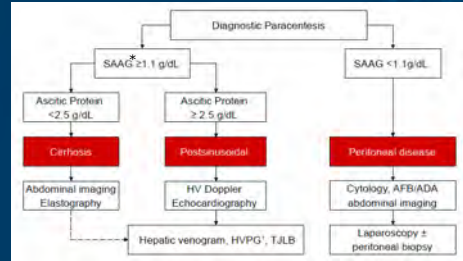 Diagnostic Paracentesis
SAAG* ≥1.1 g/dL
SAAG <1.1g/dL
Ascitic Protein
<2.5 g/dL
Ascitic Protein
≥ 2.5 g/dL
Cirrhosis
Postsinusoidal
Peritoneal disease
Abdominal imaging
Elastography
HV Doppler
Echocardiography
Cytology, AFB/ADA
abdominal imaging
Hepatic venogram, HVPG¹, TJLB
Laparoscopy ±
peritoneal biopsy